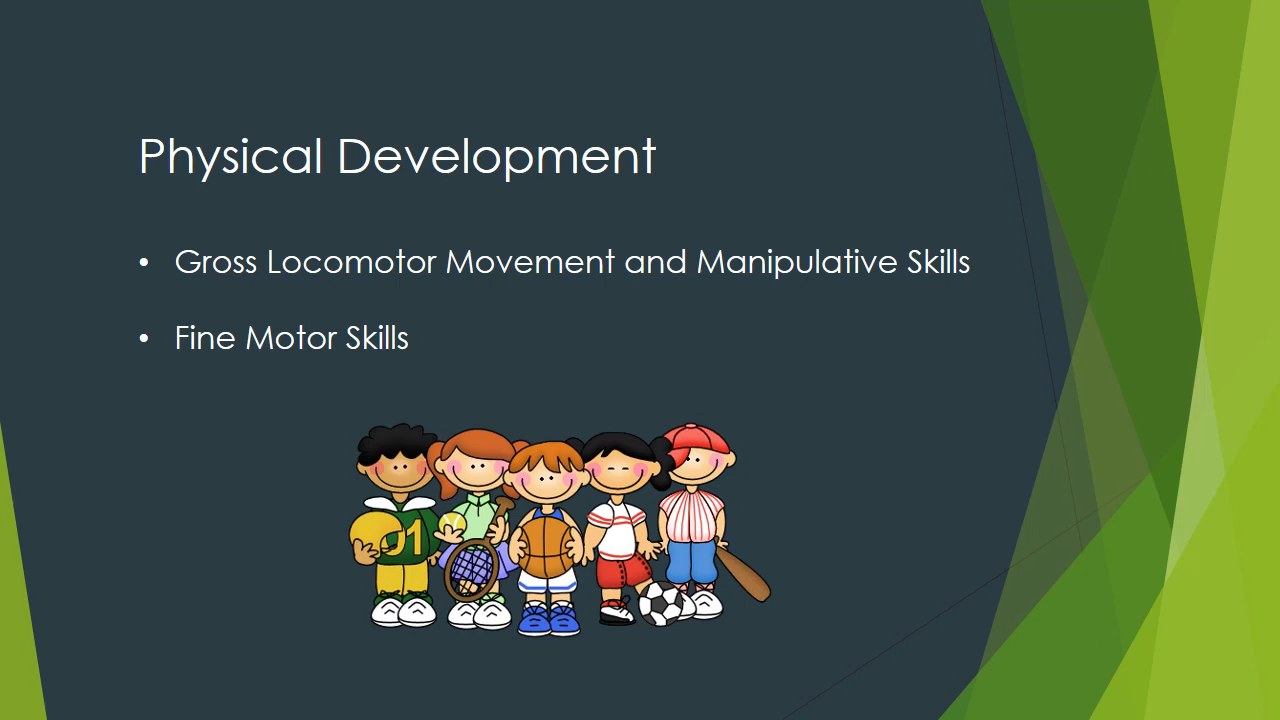 Physical Development
• Gross Locomotor Movement and Manipulative Skills
• Fine Motor Skills
01